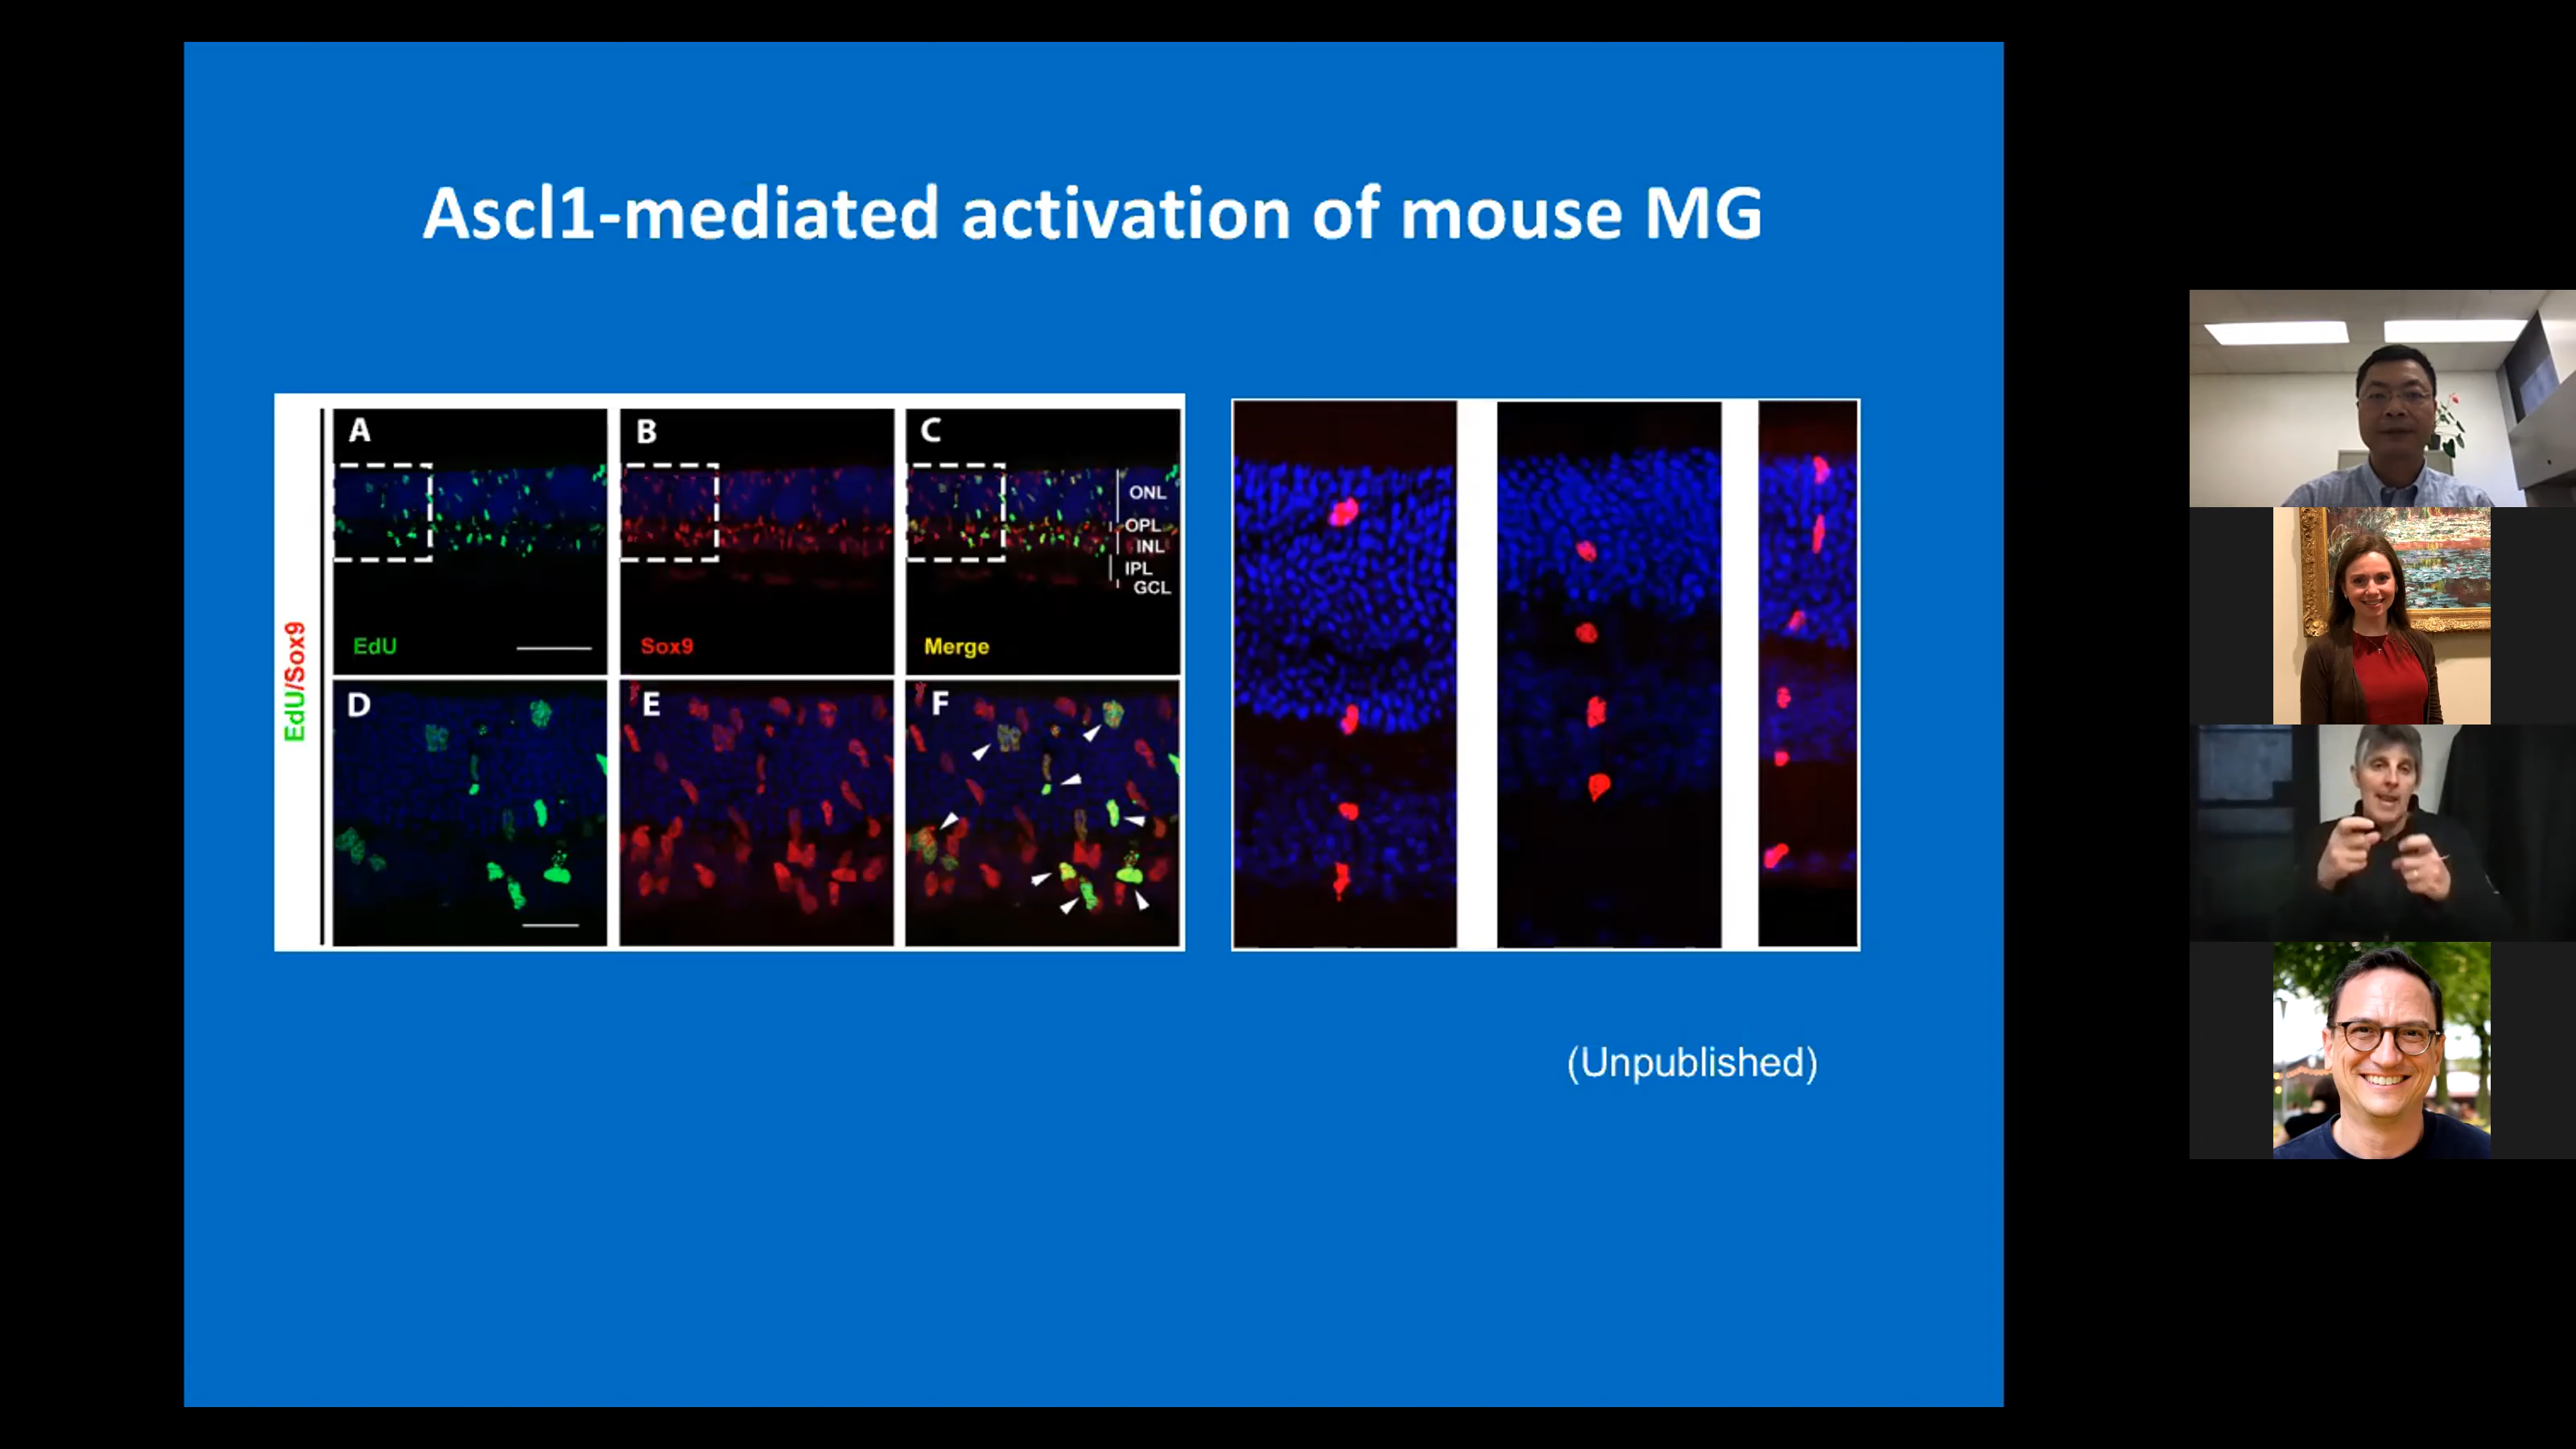 Ascl1-mediated activation of mouse MG
EdU/Sox9
A
B
C
ONL
OPL
INL
IPL
GCL
EdU
Sox9
Merge
D
E
F
(Unpublished)